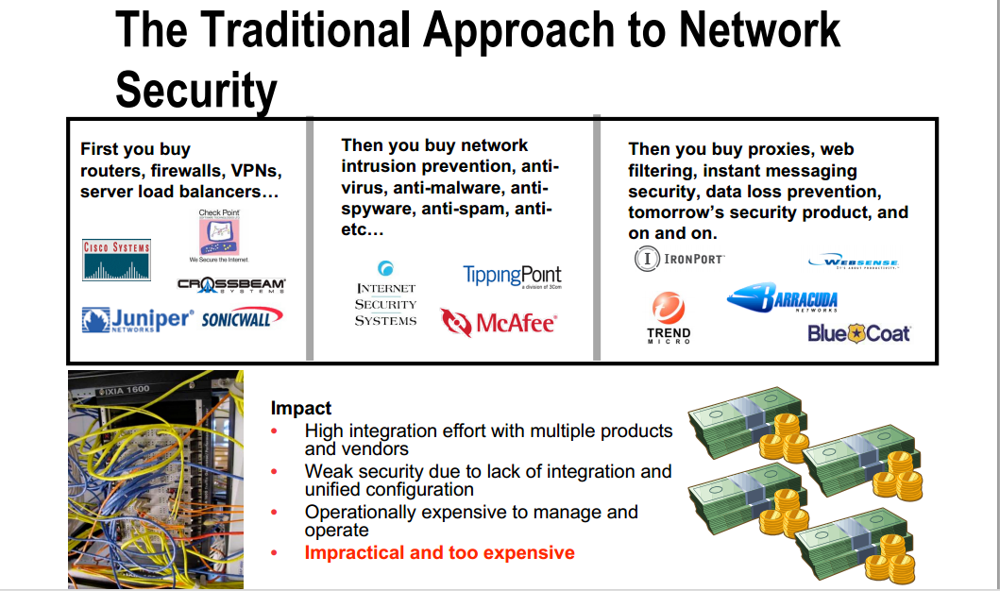 The Traditional Approach to Network
Security
First you buy
routers, firewalls, VPNs,
server load balancers…
Check Point
We Secure the Internet.
CISCO SYSTEMS
CROSSBEAM
SYSTEMS
Juniper
NETWORKS
SONICWALL
Then you buy network
intrusion prevention, anti-
virus, anti-malware, anti-
spyware, anti-spam, anti-
etc…
INTERNET
SECURITY
SYSTEMS
TippingPoint
a division of 3Com
McAfee®
Then you buy proxies, web
filtering, instant messaging
security, data loss prevention,
tomorrow’s security product, and
on and on.
IRONPORT
WEBSENSE
BARRACUDA
NETWORKS
TREND
MICRO
Blue Coat
iXIA 1600
Impact
• High integration effort with multiple products
and vendors
• Weak security due to lack of integration and
unified configuration
• Operationally expensive to manage and
operate
• Impractical and too expensive